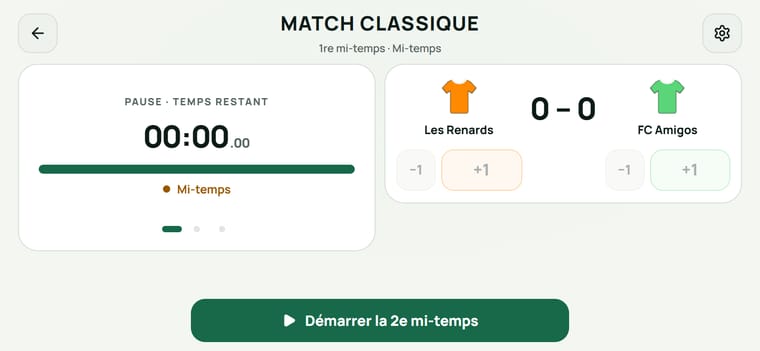 MATCH CLASSIQUE
1re mi-temps · Mi-temps
PAUSE · TEMPS RESTANT
00:00.00
Mi-temps
0 – 0
Les Renards
FC Amigos
−1
+1
−1
+1
Démarrer la 2e mi-temps